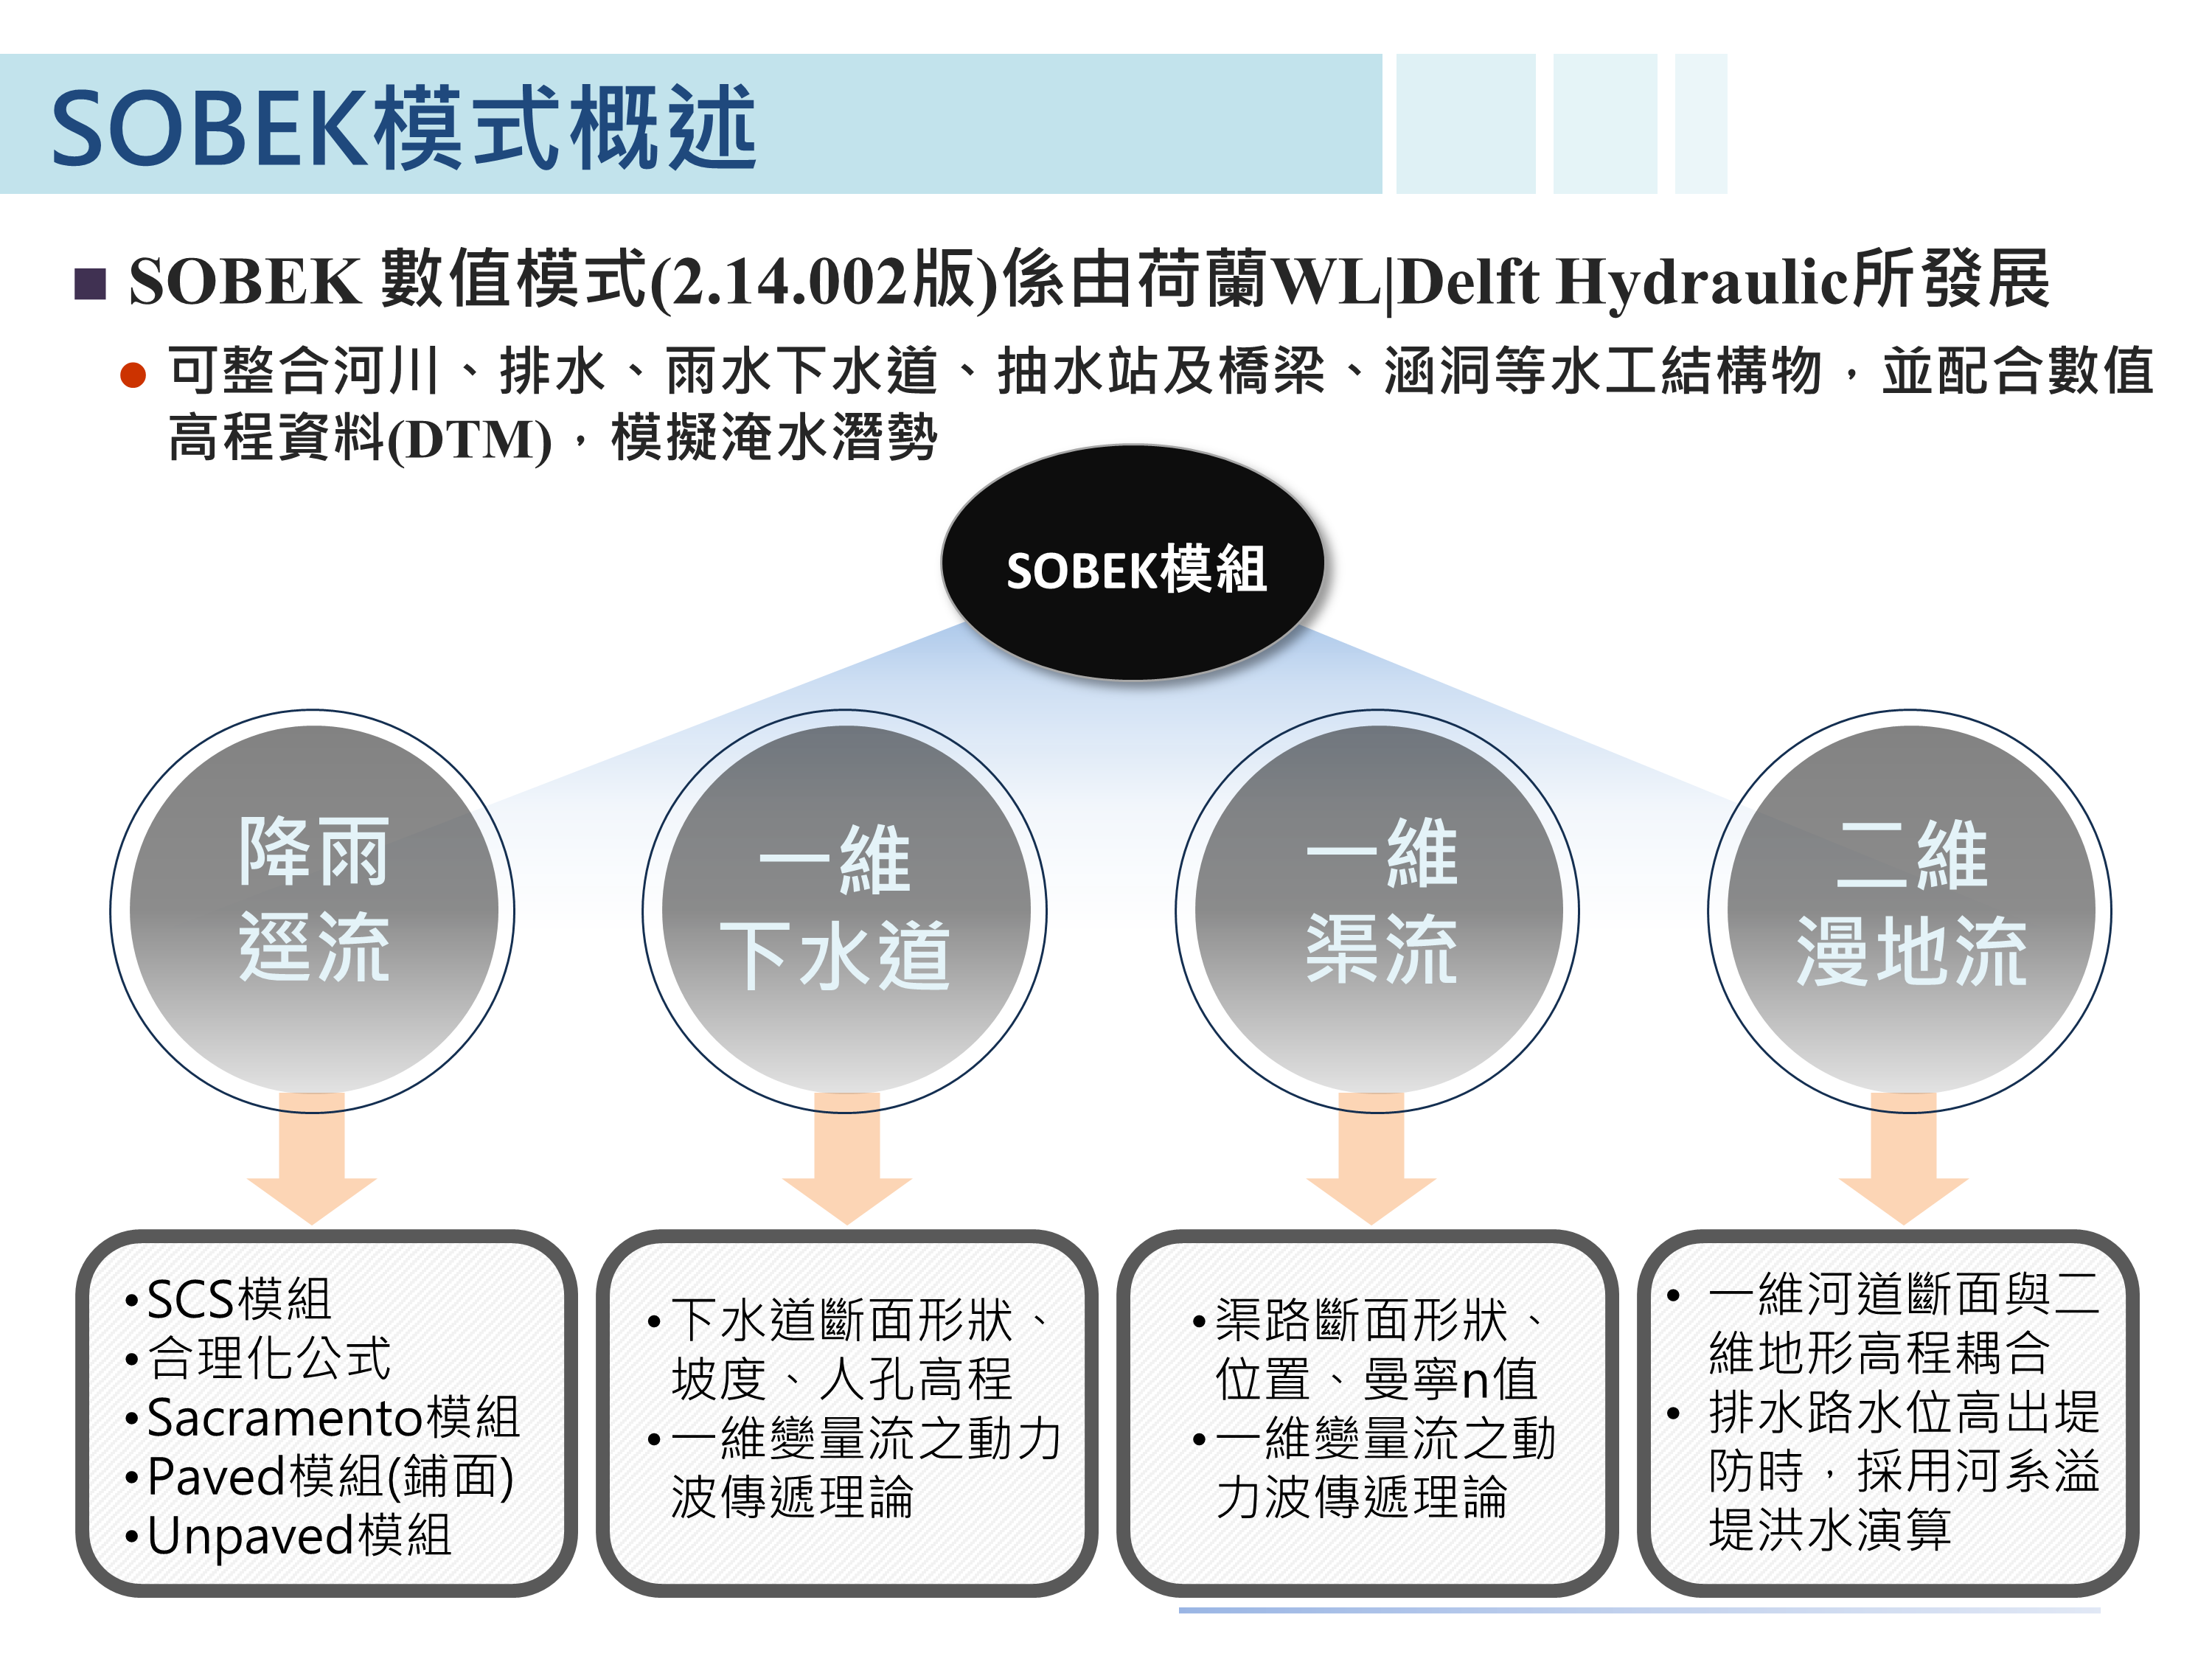 SOBEK模式概述
■ SOBEK 數值模式(2.14.002版)係由荷蘭WL|Delft Hydraulic所發展
● 可整合河川、排水、雨水下水道、抽水站及橋梁、涵洞等水工結構物，並配合數值
高程資料(DTM)，模擬淹水潛勢
SOBEK模組
降雨
逕流
一維
下水道
一維
渠流
二維
漫地流
•SCS模組
•合理化公式
•Sacramento模組
•Paved模組(鋪面)
•Unpaved模組
•下水道斷面形狀、
坡度、人孔高程
•一維變量流之動力
波傳遞理論
•渠路斷面形狀、
位置、曼寧n值
•一維變量流之動
力波傳遞理論
• 一維河道斷面與二
維地形高程耦合
• 排水路水位高出堤
防時，採用河系溢
堤洪水演算